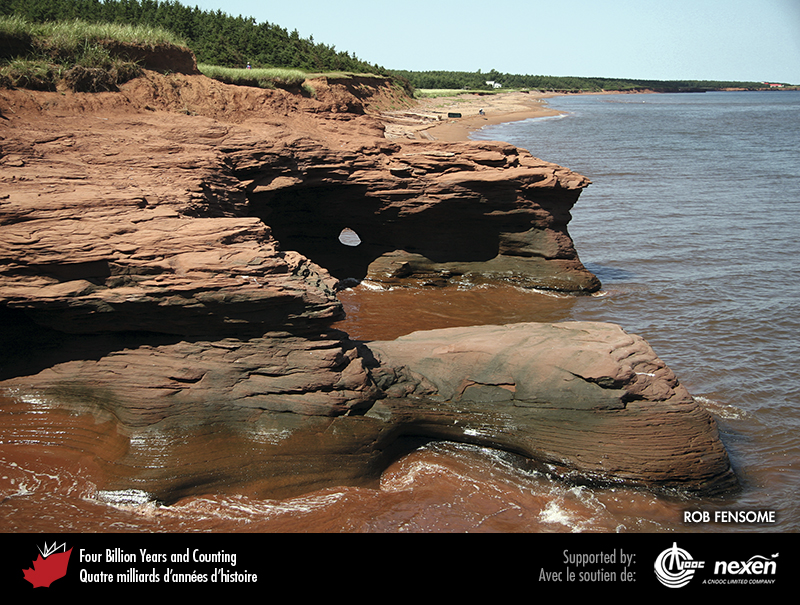 ROB FENSOME
Four Billion Years and Counting
Quatre milliards d'années d'histoire
Supported by:
Avec le soutien de:
CNOOC
nexen
A CNOOC LIMITED COMPANY